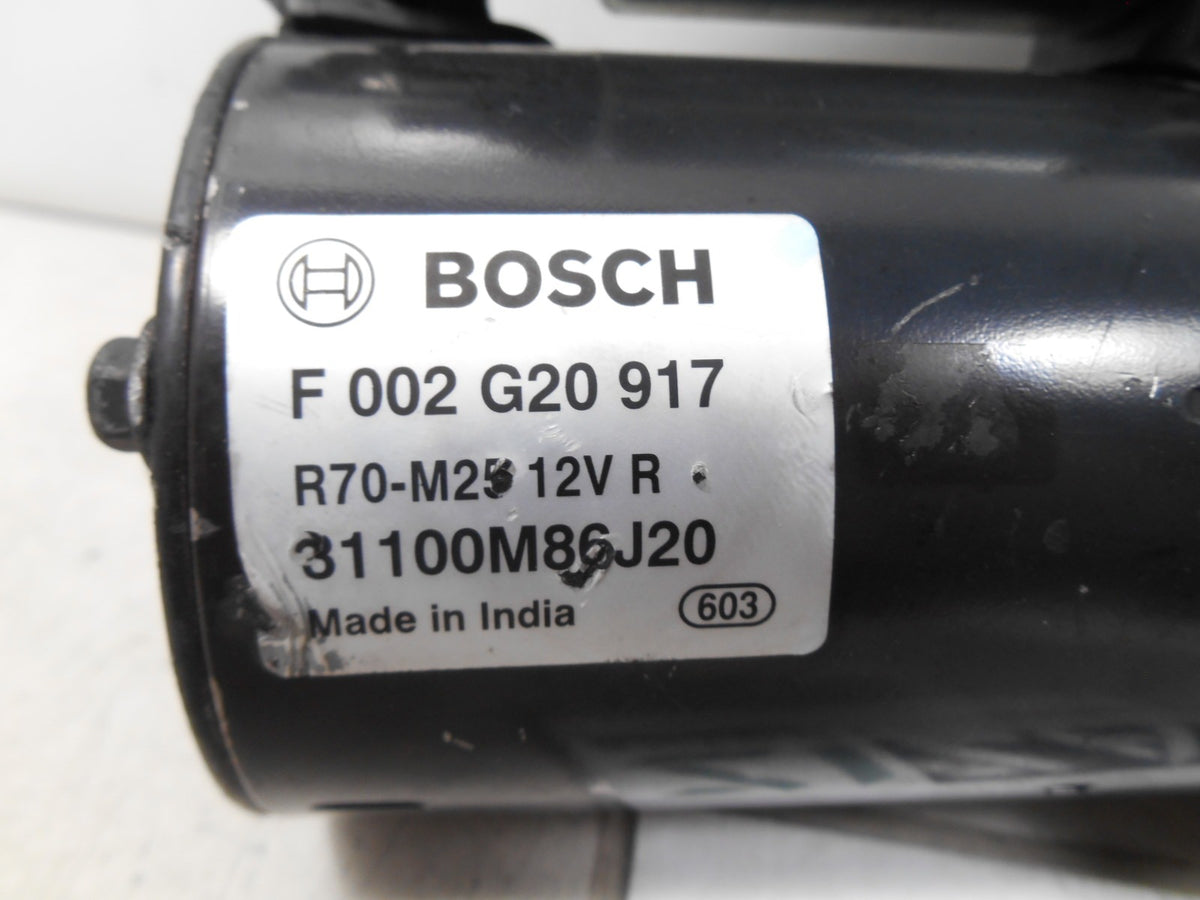 BOSCH
F 002 G20 917
R70-M25 12V R
31100M86J20
Made in India 603